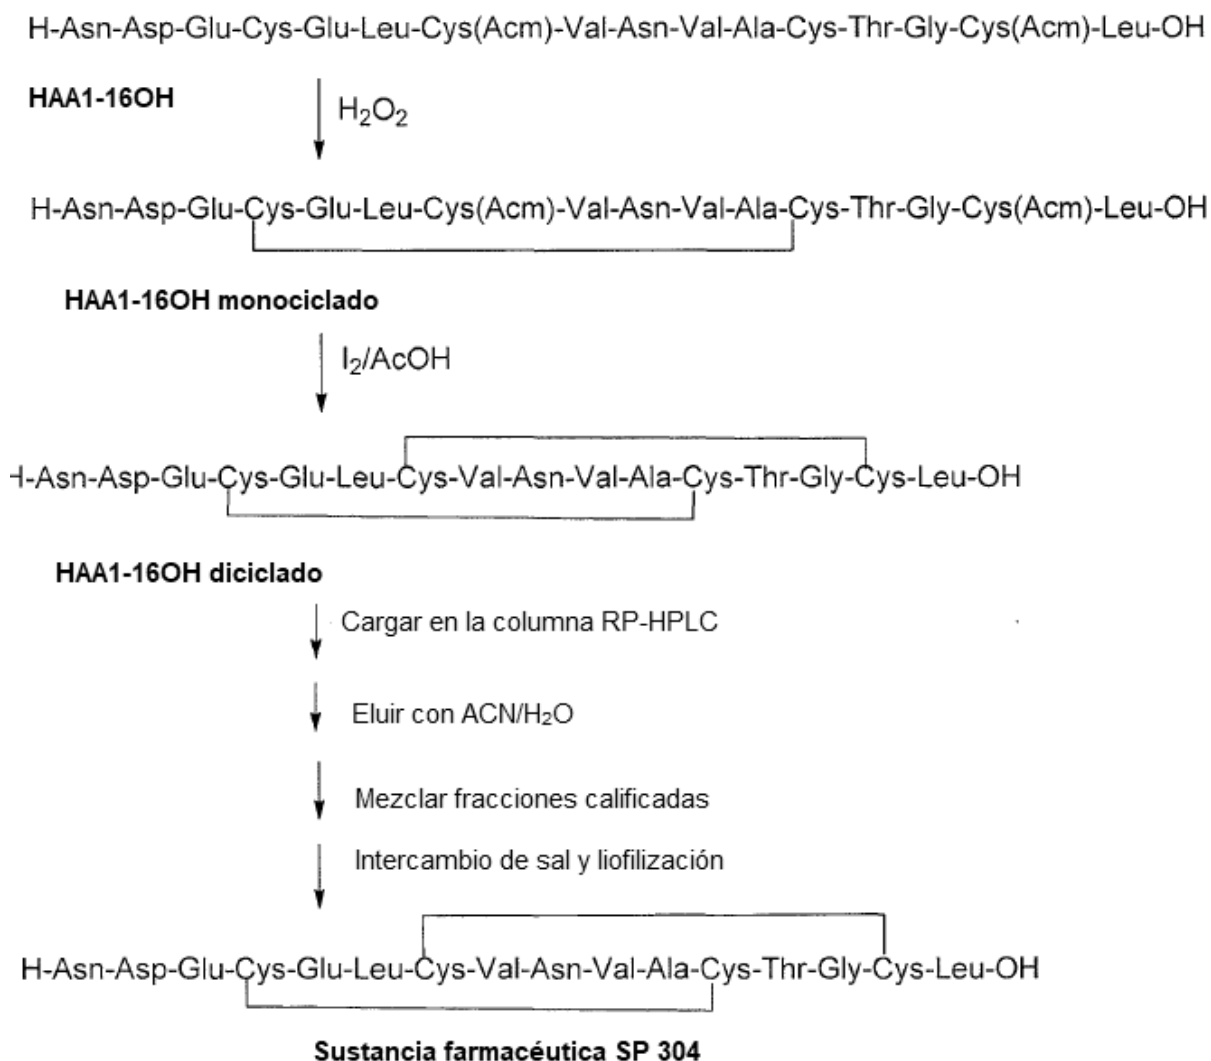 H-Asn-Asp-Glu-Cys-Glu-Leu-Cys(Acm)-Val-Asn-Val-Ala-Cys-Thr-Gly-Cys(Acm)-Leu-OH
HAA1-16OH
H₂O₂
H-Asn-Asp-Glu-Cys-Glu-Leu-Cys(Acm)-Val-Asn-Val-Ala-Cys-Thr-Gly-Cys(Acm)-Leu-OH
HAA1-16OH monociclado
I₂/AcOH
H-Asn-Asp-Glu-Cys-Glu-Leu-Cys-Val-Asn-Val-Ala-Cys-Thr-Gly-Cys-Leu-OH
HAA1-16OH diciclado
Cargar en la columna RP-HPLC
Eluir con ACN/H₂O
Mezclar fracciones calificadas
Intercambio de sal y liofilización
H-Asn-Asp-Glu-Cys-Glu-Leu-Cys-Val-Asn-Val-Ala-Cys-Thr-Gly-Cys-Leu-OH
Sustancia farmacéutica SP 304